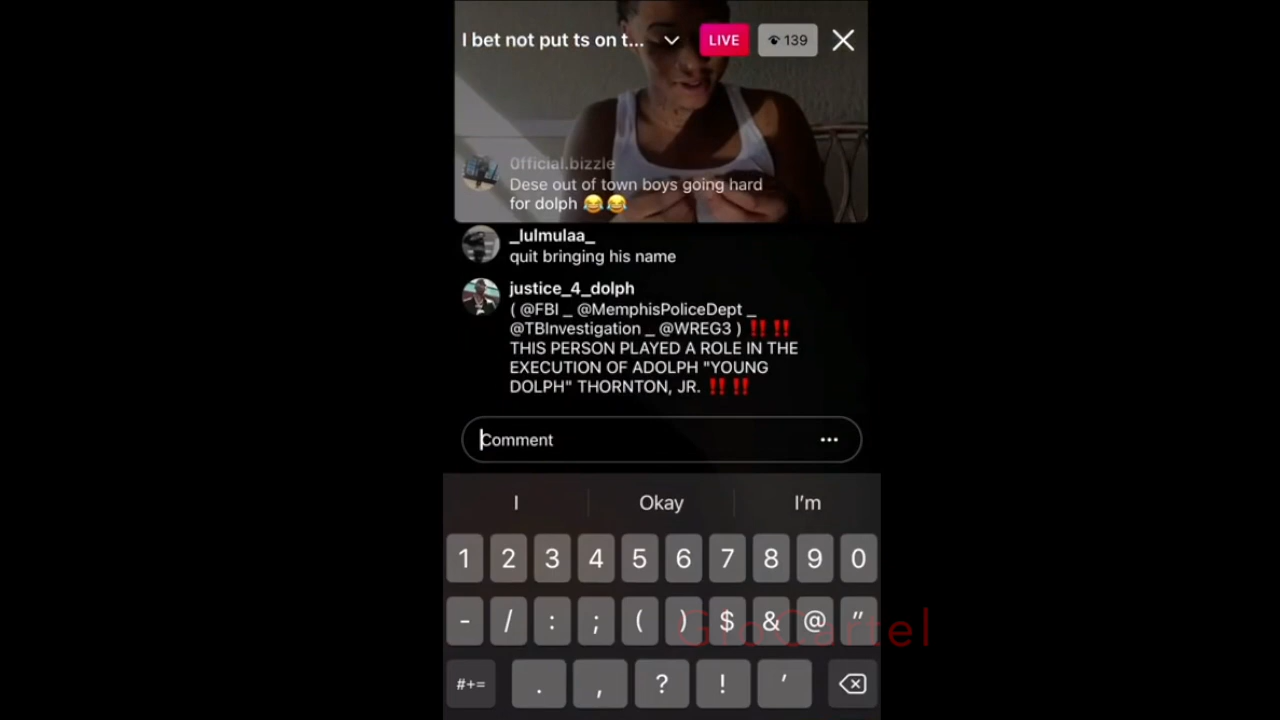 I bet not put ts on t...
LIVE
139
0fficial.bizzle
Dese out of town boys going hard
for dolph 😂😂
_lulmulaa_
quit bringing his name
justice_4_dolph
( @FBI _ @MemphisPoliceDept _
@TBInvestigation _ @WREG3 ) ‼️ ‼️
THIS PERSON PLAYED A ROLE IN THE
EXECUTION OF ADOLPH "YOUNG
DOLPH" THORNTON, JR. ‼️ ‼️
Comment
I Okay I'm
1 2 3 4 5 6 7 8 9 0
- / : ; ( ) $ & @ "
GloCartel
#+= . , ? ! '